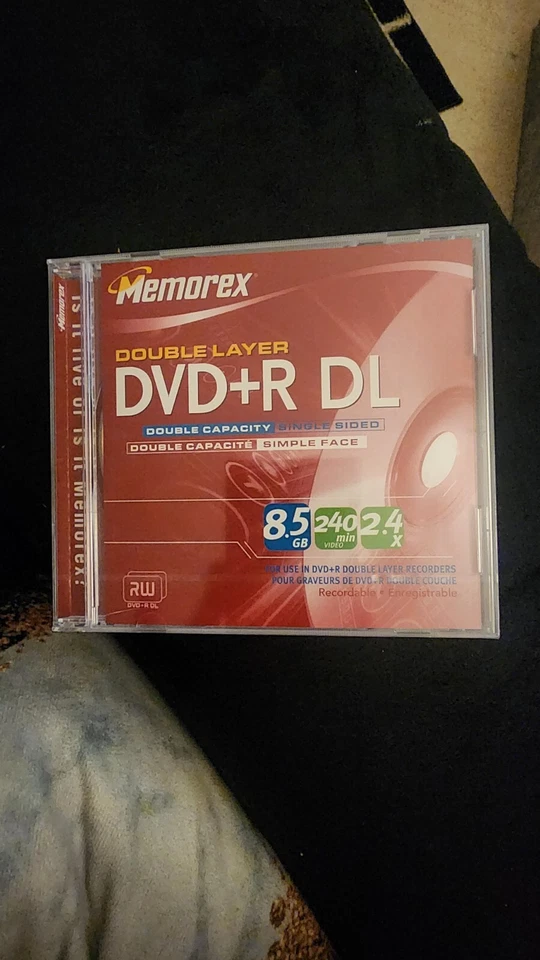 Memorex
Is it live or is it Memorex?
Memorex®
DOUBLE LAYER
DVD+R DL
DOUBLE CAPACITY SINGLE SIDED
DOUBLE CAPACITÉ SIMPLE FACE
8.5 GB
240 min VIDEO
2.4 X
FOR USE IN DVD+R DOUBLE LAYER RECORDERS
POUR GRAVEURS DE DVD+R DOUBLE COUCHE
Recordable • Enregistrable
RW
DVD+R DL